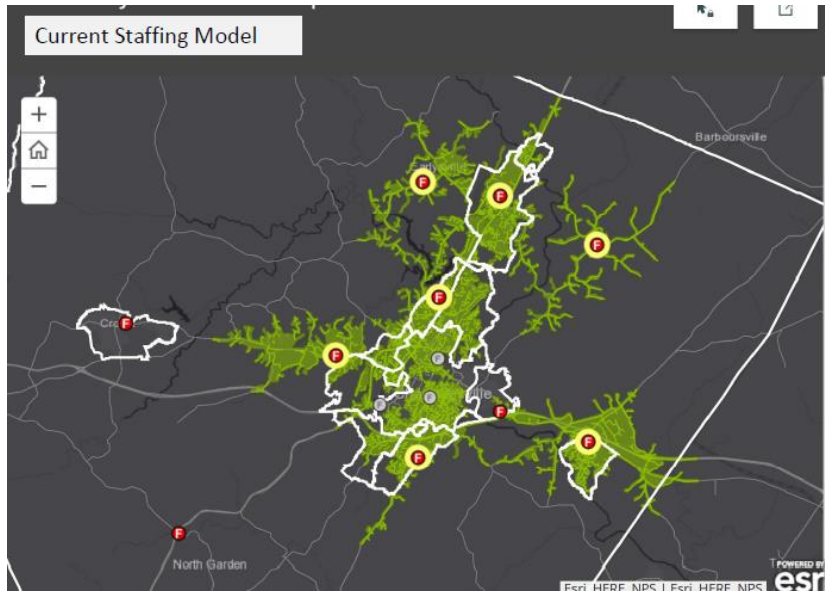 Current Staffing Model
+
−
Barboursville
F
F
F
F
F
F
F
F
F
F
F
F
F
North Garden
POWERED BY
esri
Esri, HERE, NPS | Esri, HERE, NPS